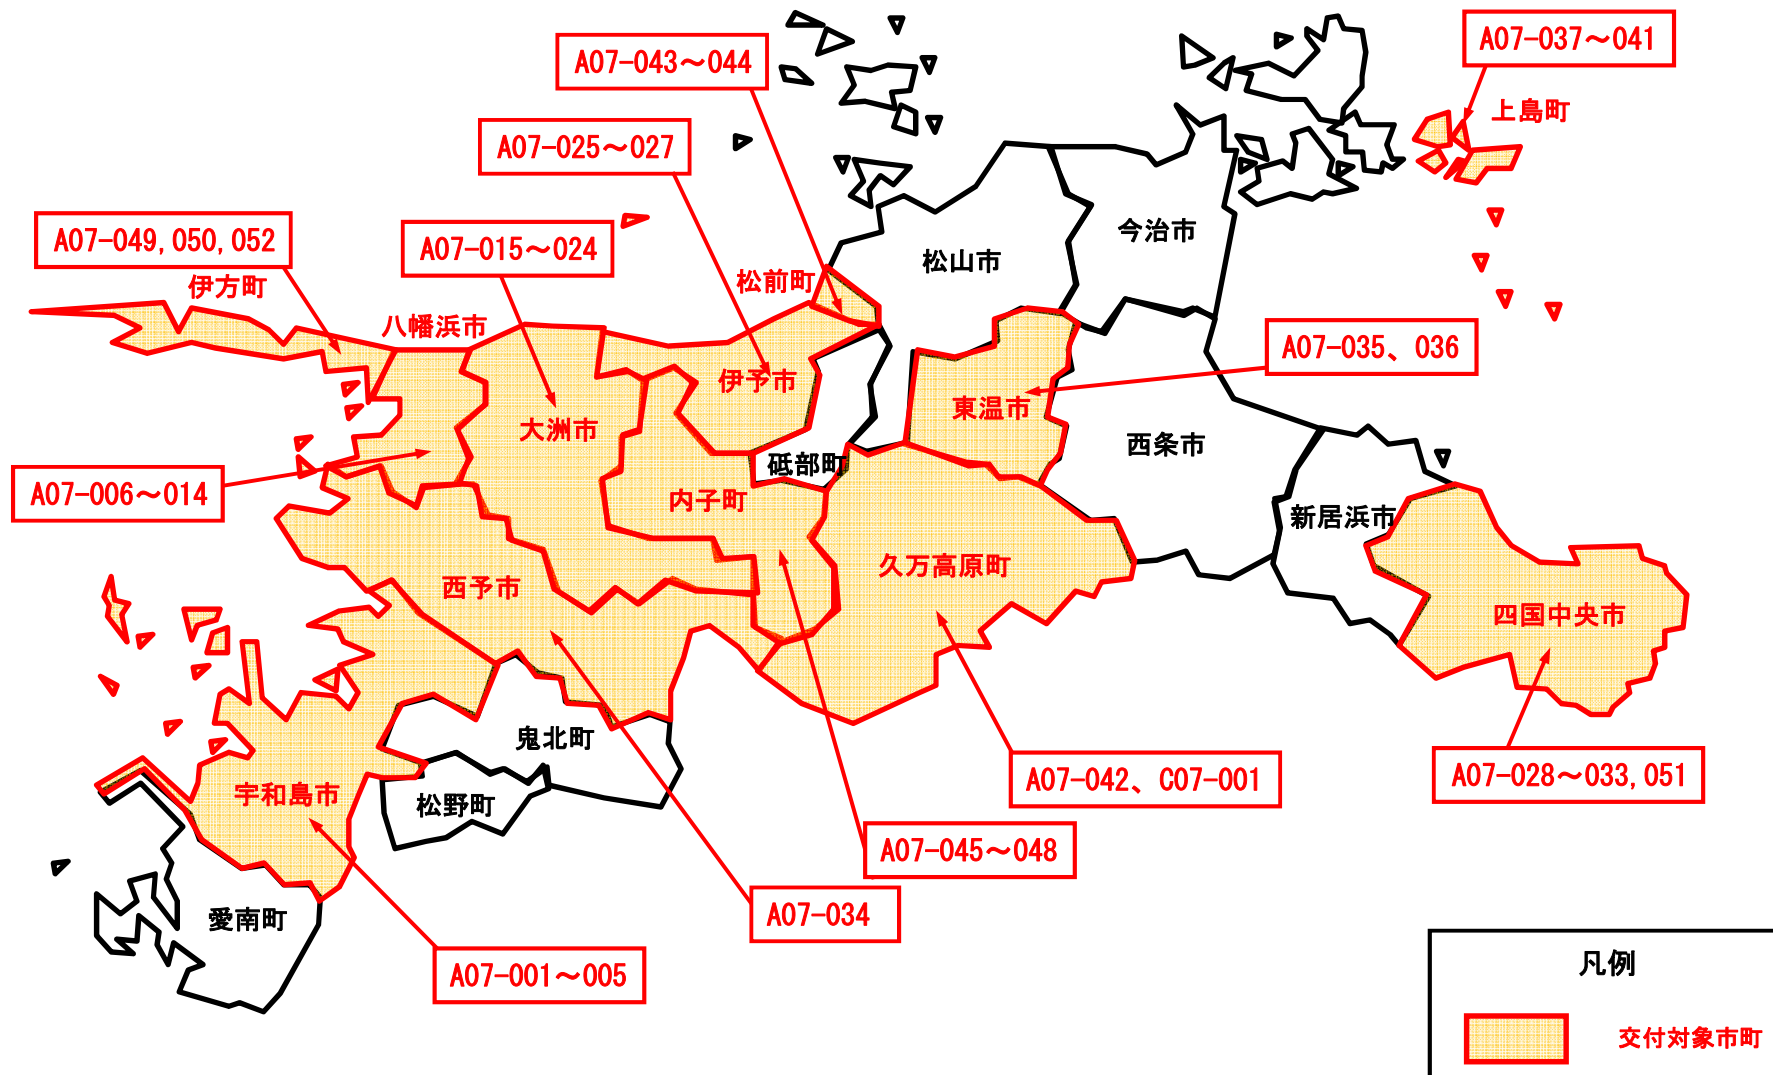 A07-037～041
A07-043～044
上島町
A07-025～027
A07-049,050,052
A07-015～024
今治市
松山市
松前町
伊方町
八幡浜市
A07-035、036
伊予市
東温市
大洲市
西条市
砥部町
A07-006～014
内子町
新居浜市
久万高原町
西予市
四国中央市
鬼北町
A07-042、C07-001
A07-028～033,051
宇和島市
松野町
A07-045～048
A07-034
愛南町
A07-001～005
凡例
交付対象市町